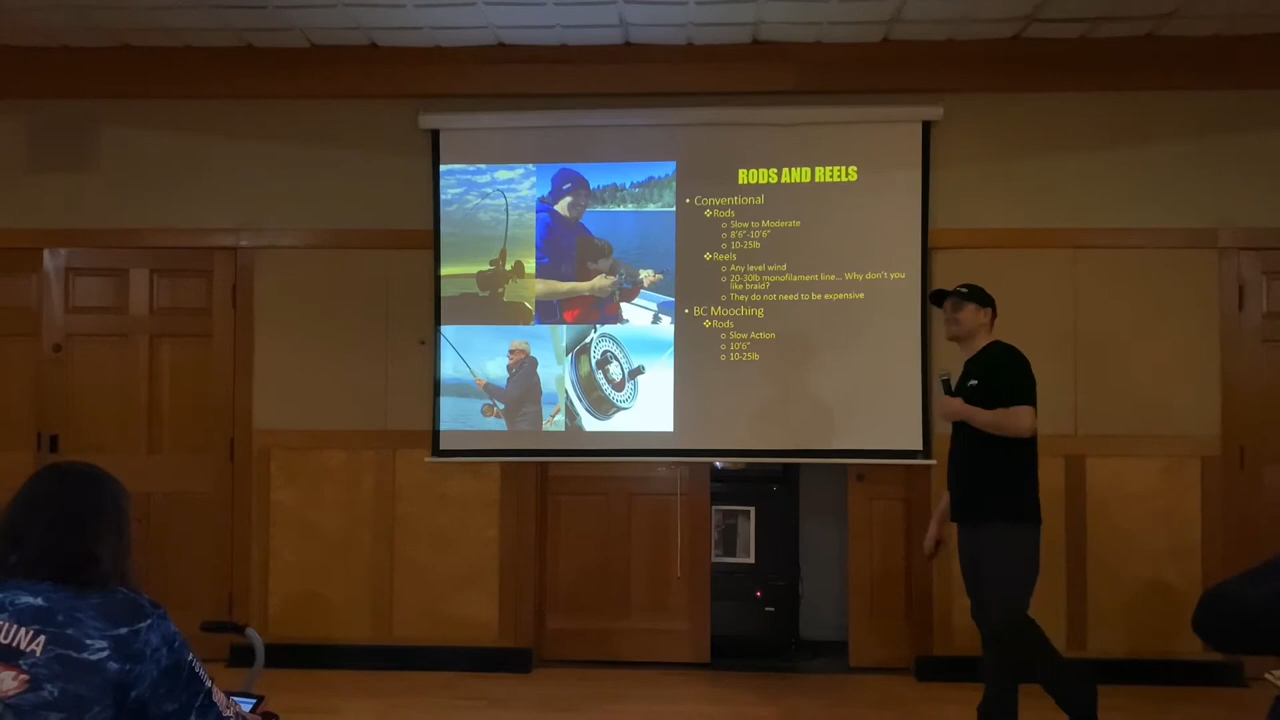 RODS AND REELS
• Conventional
❖Rods
o Slow to Moderate
o 8'6"-10'6"
o 10-25lb
❖Reels
o Any level wind
o 20-30lb monofilament line... Why don't you
like braid?
o They do not need to be expensive
• BC Mooching
❖Rods
o Slow Action
o 10'6"
o 10-25lb
TUNA